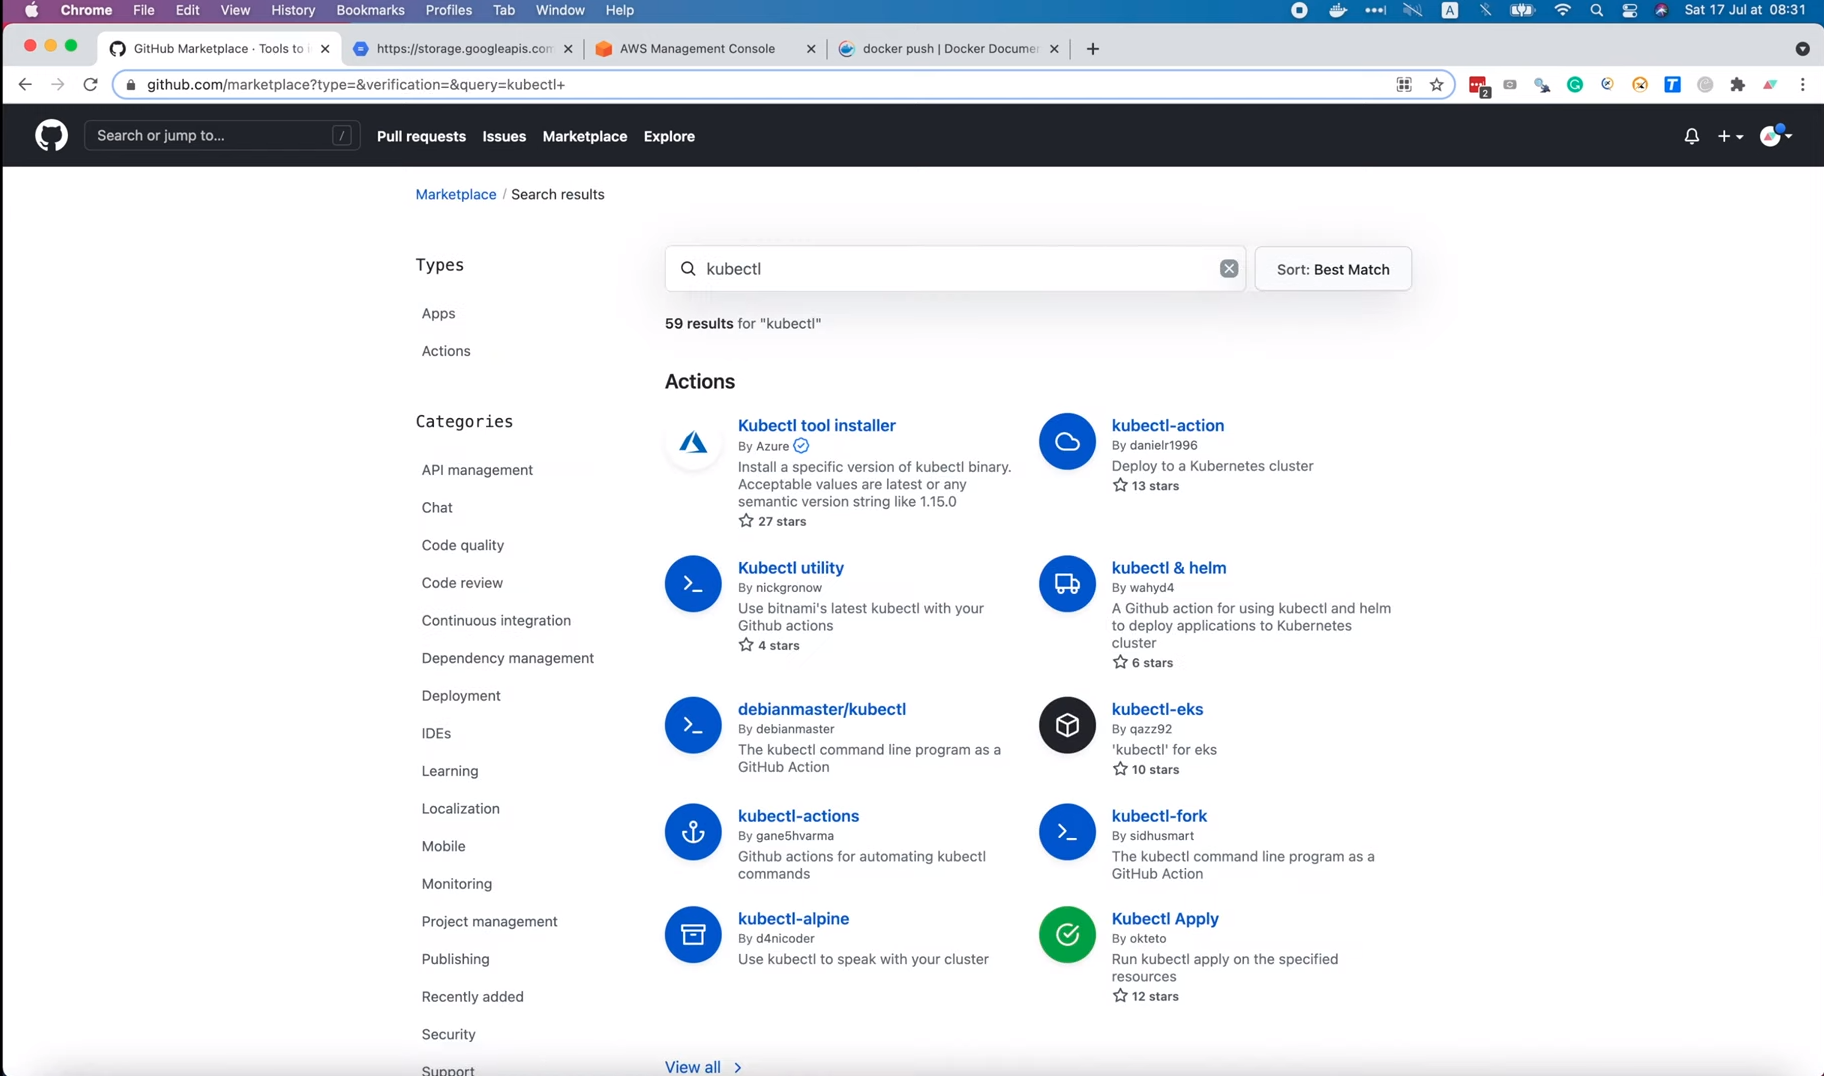 Chrome File Edit View History Bookmarks Profiles Tab Window Help
A
Sat 17 Jul at 08:31
GitHub Marketplace · Tools to i
https://storage.googleapis.com
AWS Management Console
docker push | Docker Documen
github.com/marketplace?type=&verification=&query=kubectl+
2
T
Search or jump to...
/
Pull requests
Issues
Marketplace
Explore
Marketplace / Search results
Types
Apps
Actions
Categories
API management
Chat
Code quality
Code review
Continuous integration
Dependency management
Deployment
IDEs
Learning
Localization
Mobile
Monitoring
Project management
Publishing
Recently added
Security
Support
kubectl
Sort: Best Match
59 results for "kubectl"
Actions
Kubectl tool installer
By Azure
Install a specific version of kubectl binary.
Acceptable values are latest or any
semantic version string like 1.15.0
27 stars
kubectl-action
By danielr1996
Deploy to a Kubernetes cluster
13 stars
Kubectl utility
By nickgronow
Use bitnami's latest kubectl with your
Github actions
4 stars
kubectl & helm
By wahyd4
A Github action for using kubectl and helm
to deploy applications to Kubernetes
cluster
6 stars
debianmaster/kubectl
By debianmaster
The kubectl command line program as a
GitHub Action
kubectl-eks
By qazz92
'kubectl' for eks
10 stars
kubectl-actions
By gane5hvarma
Github actions for automating kubectl
commands
kubectl-fork
By sidhusmart
The kubectl command line program as a
GitHub Action
kubectl-alpine
By d4nicoder
Use kubectl to speak with your cluster
Kubectl Apply
By okteto
Run kubectl apply on the specified
resources
12 stars
View all